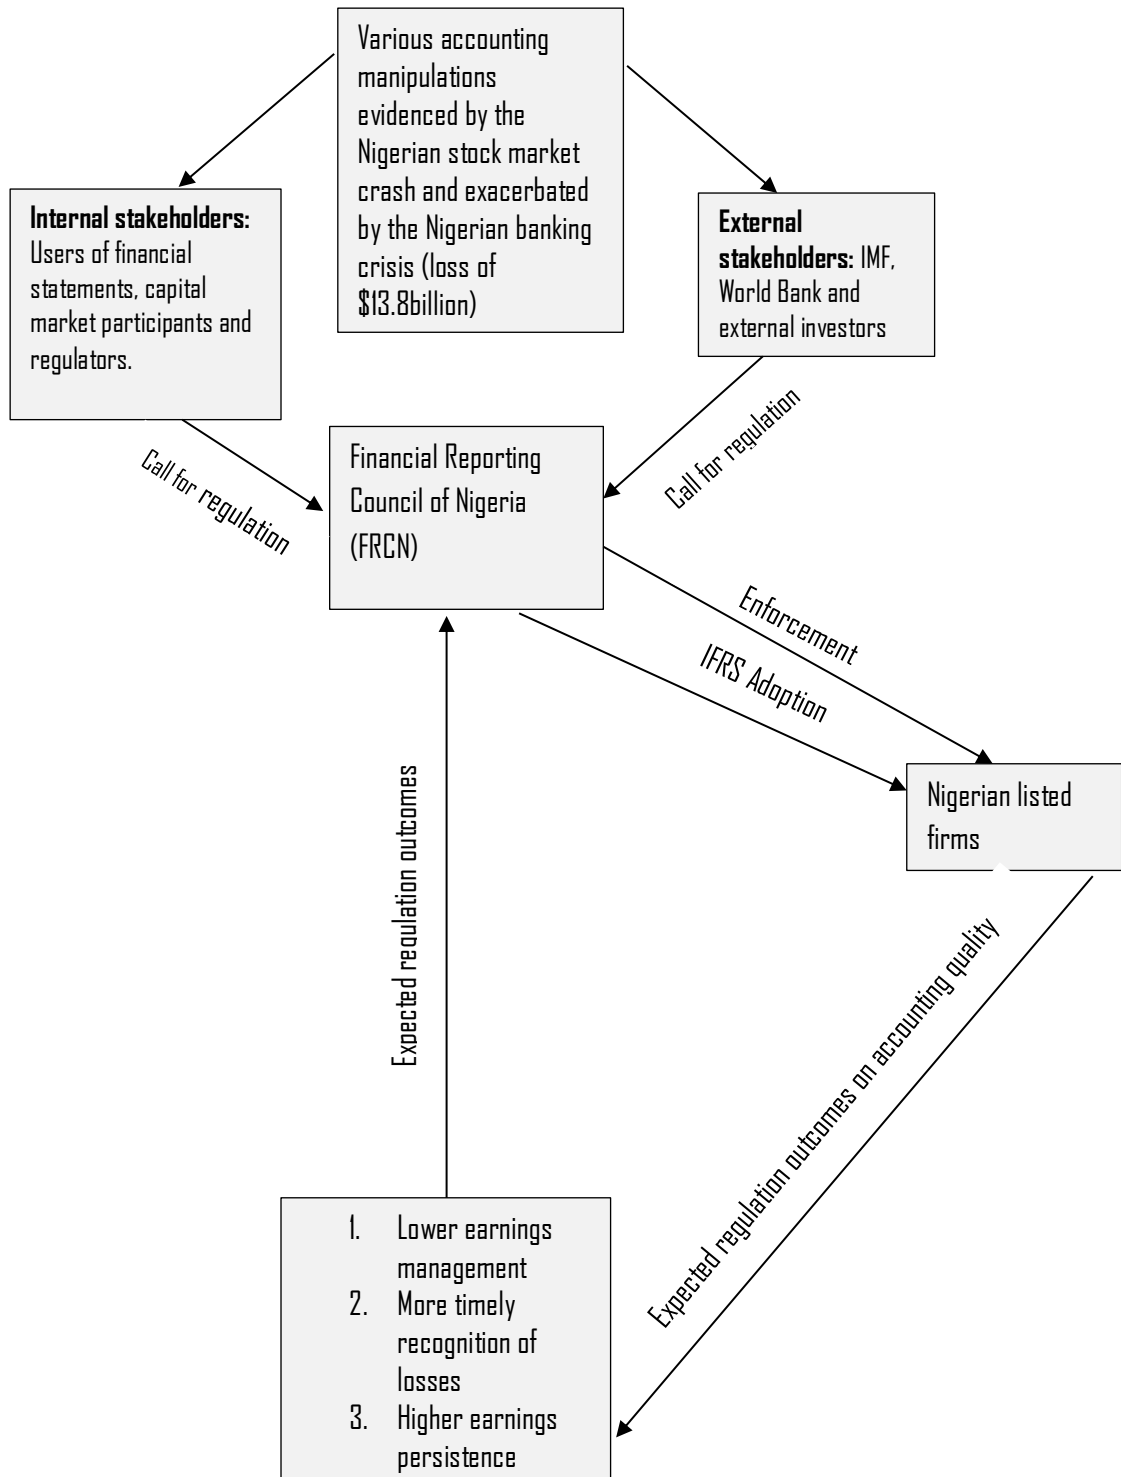 Various accounting
manipulations
evidenced by the
Nigerian stock market
crash and exacerbated
by the Nigerian banking
crisis (loss of
$13.8billion)
Internal stakeholders:
Users of financial
statements, capital
market participants and
regulators.
External
stakeholders: IMF,
World Bank and
external investors
Call for regulation
Call for regulation
Financial Reporting
Council of Nigeria
(FRCN)
Enforcement
IFRS Adoption
Nigerian listed
firms
Expected regulation outcomes
Expected regulation outcomes on accounting quality
1. Lower earnings
management
2. More timely
recognition of
losses
3. Higher earnings
persistence